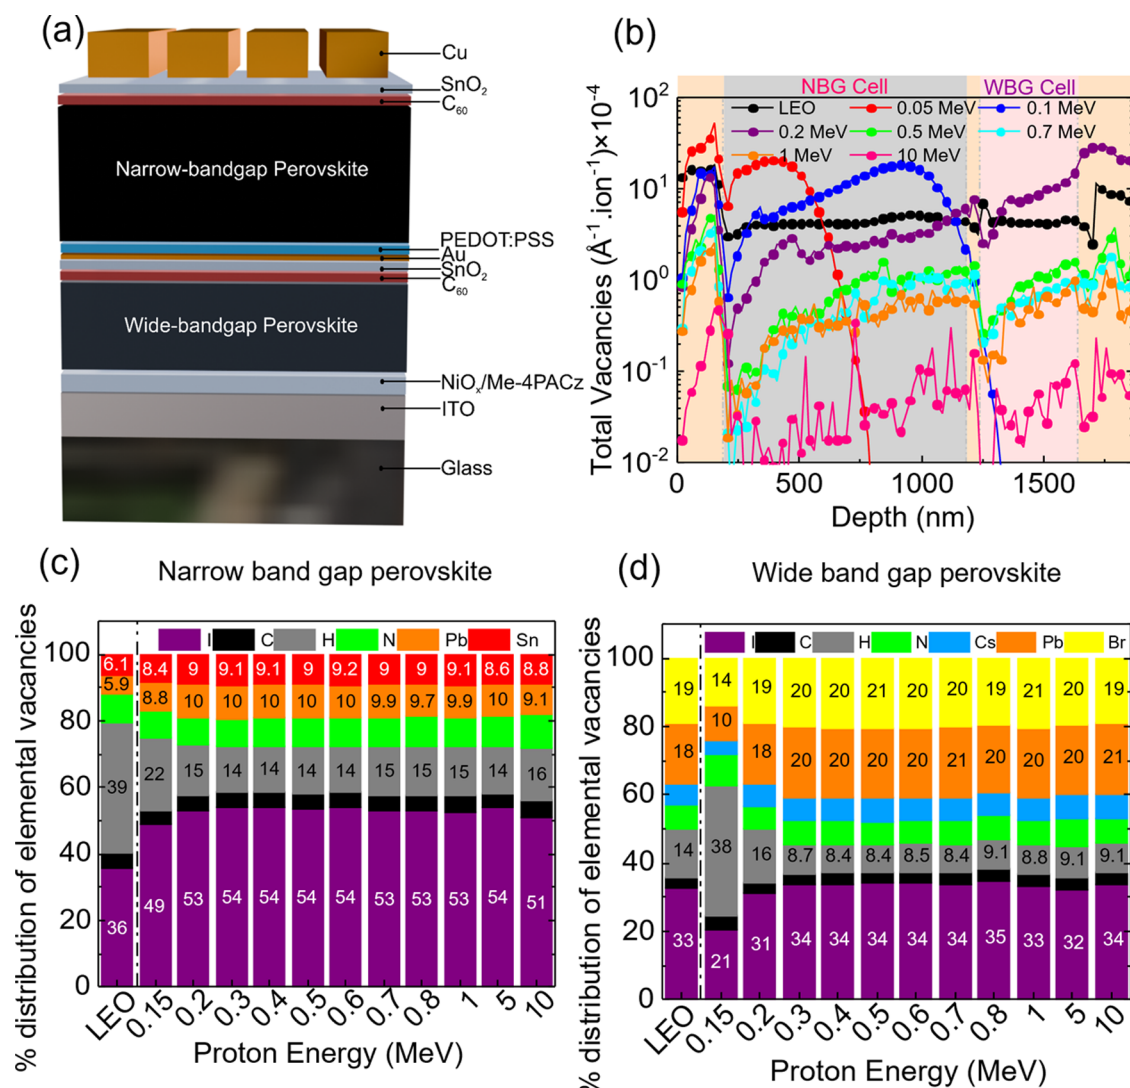 (a)
Cu
SnO2
C60
Narrow-bandgap Perovskite
PEDOT:PSS
Au
SnO2
C60
Wide-bandgap Perovskite
NiOx/Me-4PACz
ITO
Glass
(b)
NBG Cell WBG Cell
LEO 0.05 MeV 0.1 MeV
0.2 MeV 0.5 MeV 0.7 MeV
1 MeV 10 MeV
Total Vacancies (Å-1.ion-1)×10-4
10^2
10^1
10^0
10^-1
10^-2
0 500 1000 1500
Depth (nm)
(c) Narrow band gap perovskite
% distribution of elemental vacancies
I C H N Pb Sn
100
80
60
40
20
0
6.1 8.4 9 9.1 9.1 9 9.2 9 9 9.1 8.6 8.8
5.9 8.8 10 10 10 10 10 9.9 9.7 9.9 10 9.1
39 22 15 14 14 14 14 15 15 15 14 16
36 49 53 54 54 54 54 53 53 53 54 51
LEO 0.15 0.2 0.3 0.4 0.5 0.6 0.7 0.8 1 5 10
Proton Energy (MeV)
(d) Wide band gap perovskite
% distribution of elemental vacancies
I C H N Cs Pb Br
100
80
60
40
20
0
19 14 19 20 20 21 20 20 19 21 20 19
18 10 18 20 20 20 20 21 20 20 20 21
14 38 16 8.7 8.4 8.4 8.5 8.4 9.1 8.8 9.1 9.1
33 21 31 34 34 34 34 34 35 33 32 34
LEO 0.15 0.2 0.3 0.4 0.5 0.6 0.7 0.8 1 5 10
Proton Energy (MeV)